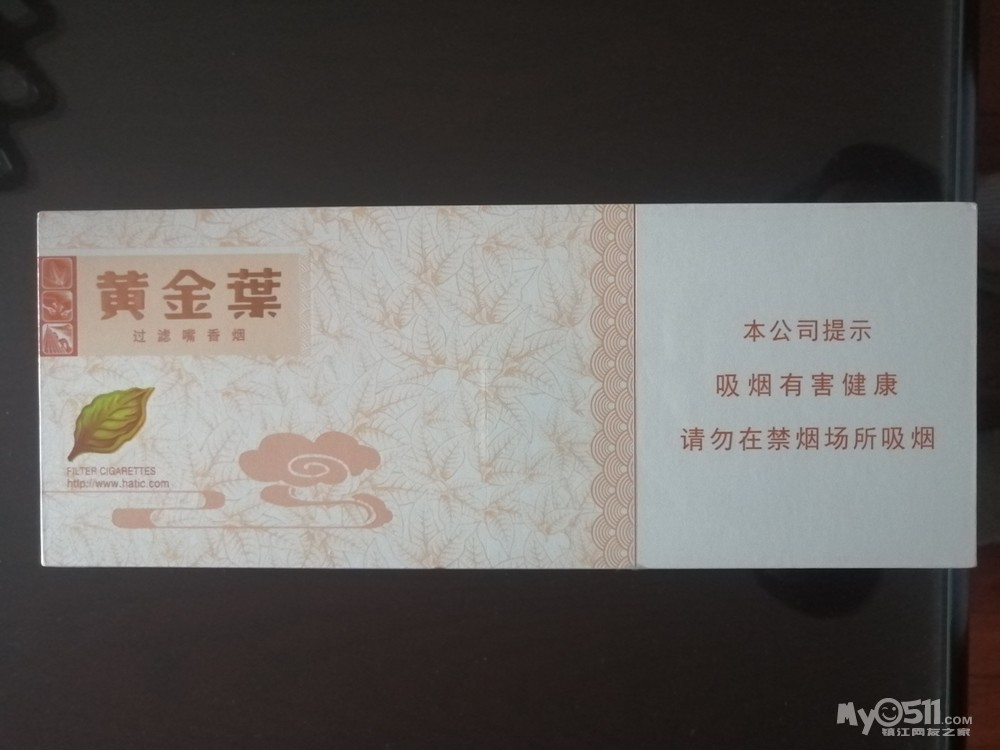 黄金葉
过滤嘴香烟
FILTER CIGARETTES
http://www.hatic.com
本公司提示
吸烟有害健康
请勿在禁烟场所吸烟
My0511.COM
镇江网友之家